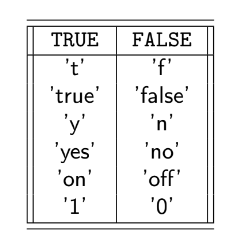 TRUE FALSE
't' 'f'
'true' 'false'
'y' 'n'
'yes' 'no'
'on' 'off'
'1' '0'